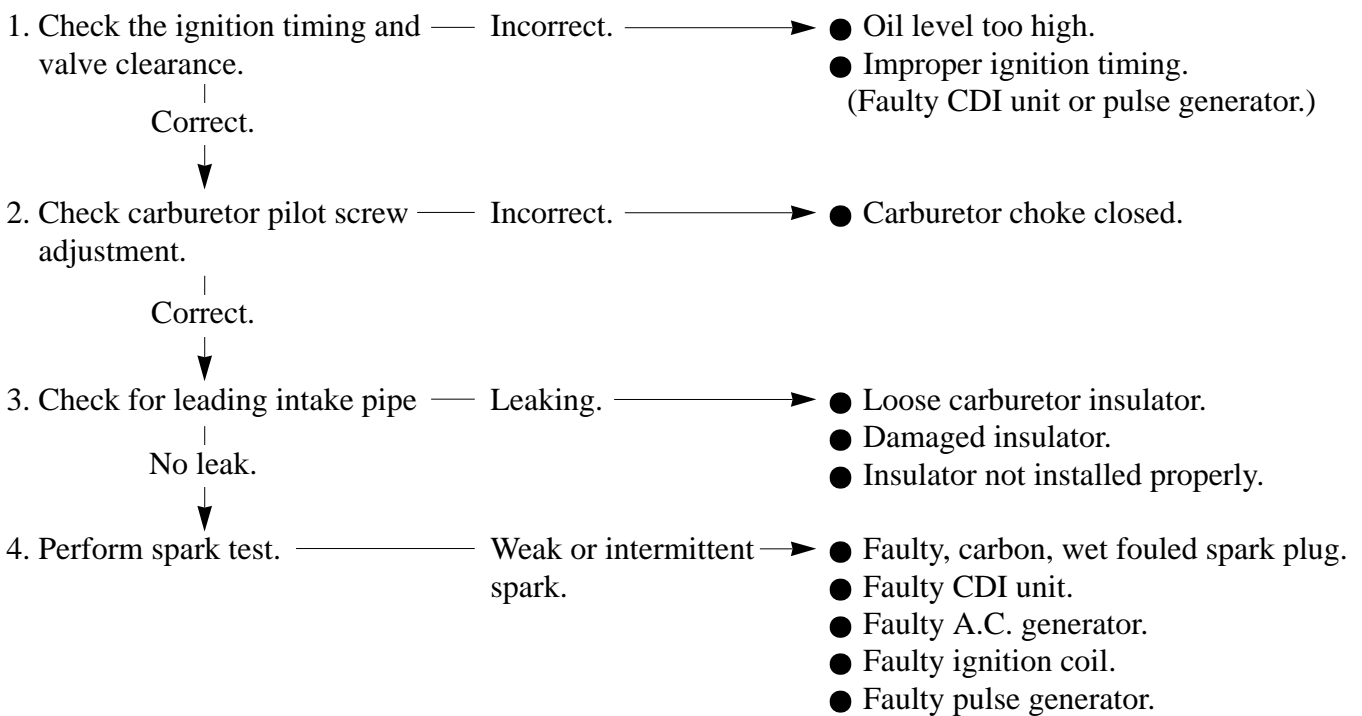 1. Check the ignition timing and Incorrect. ● Oil level too high.
valve clearance. ● Improper ignition timing.
(Faulty CDI unit or pulse generator.)
Correct.
2. Check carburetor pilot screw Incorrect. ● Carburetor choke closed.
adjustment.
Correct.
3. Check for leading intake pipe Leaking. ● Loose carburetor insulator.
● Damaged insulator.
No leak.
● Insulator not installed properly.
4. Perform spark test. Weak or intermittent ● Faulty, carbon, wet fouled spark plug.
spark. ● Faulty CDI unit.
● Faulty A.C. generator.
● Faulty ignition coil.
● Faulty pulse generator.